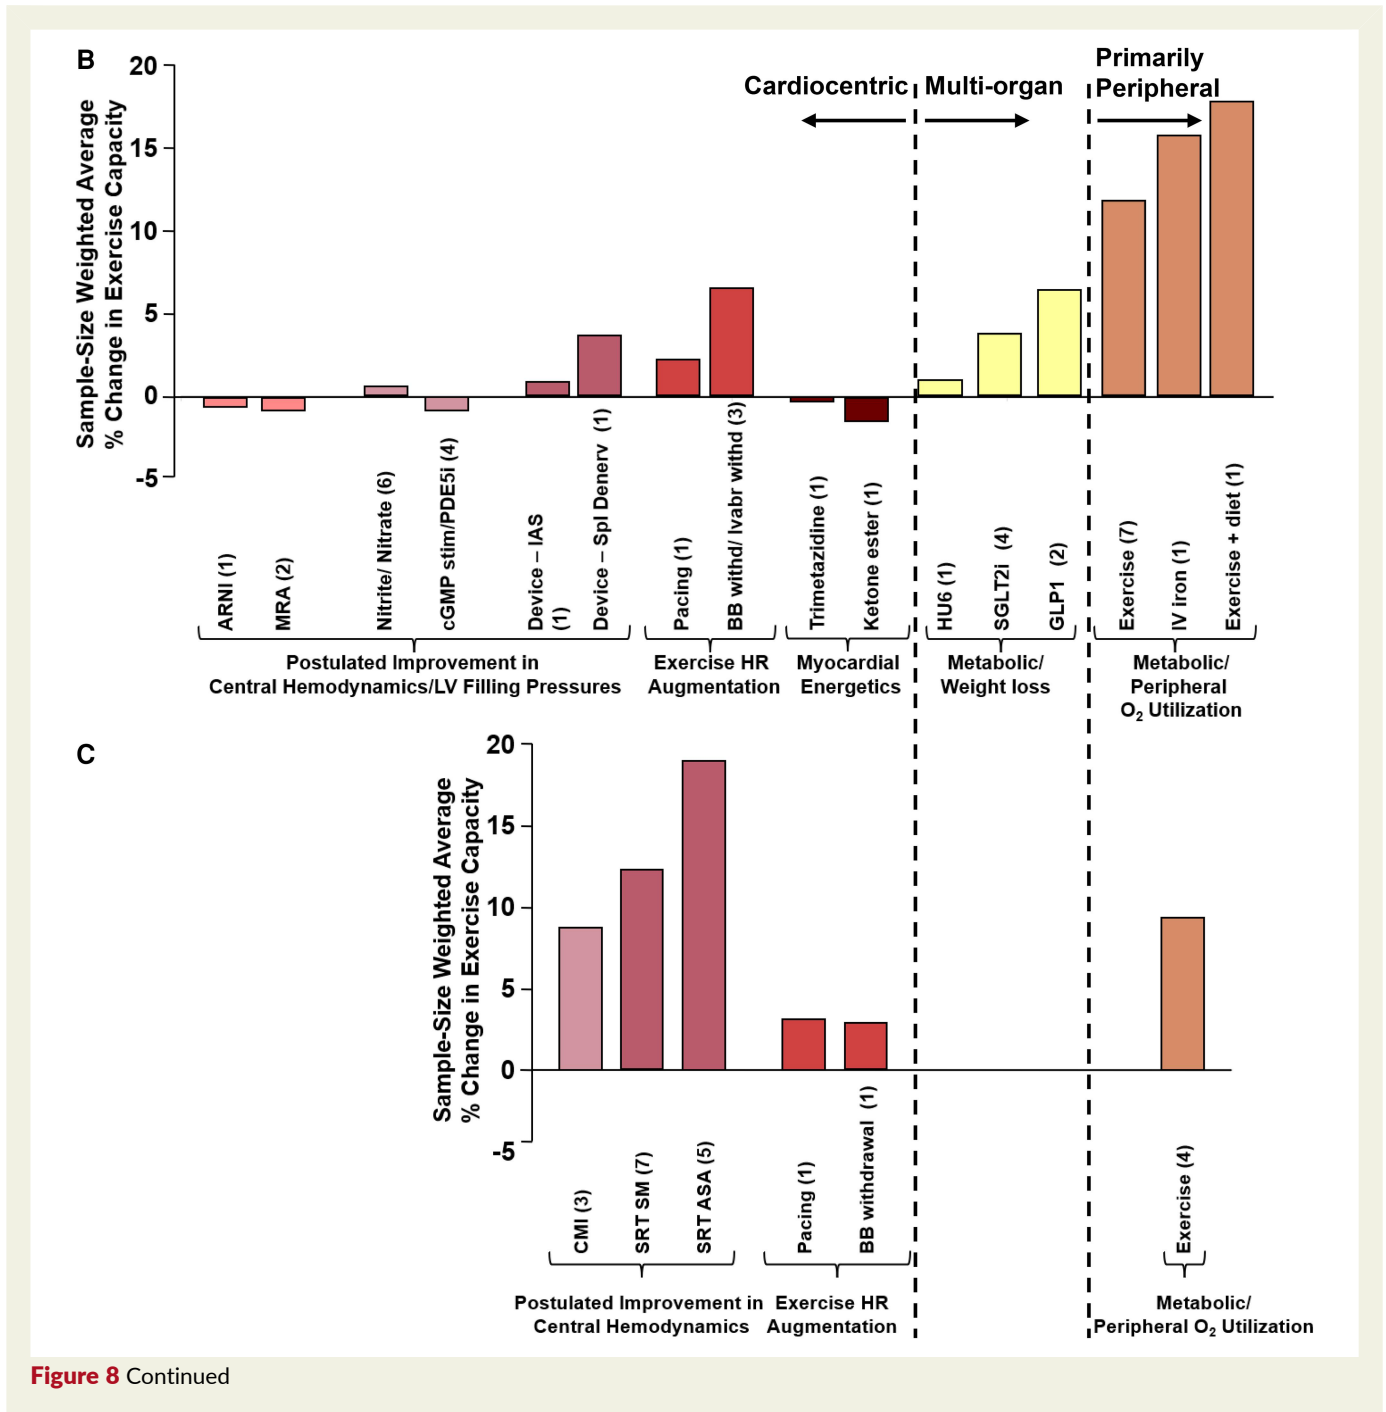 B
Sample-Size Weighted Average
% Change in Exercise Capacity
20
15
10
5
0
-5
Cardiocentric
Multi-organ
Primarily
Peripheral
ARNI (1)
MRA (2)
Nitrite/ Nitrate (6)
cGMP stim/PDE5i (4)
Device – IAS
(1)
Device – Spl Denerv (1)
Pacing (1)
BB withd/ Ivabr withd (3)
Trimetazidine (1)
Ketone ester (1)
HU6 (1)
SGLT2i (4)
GLP1 (2)
Exercise (7)
IV iron (1)
Exercise + diet (1)
Postulated Improvement in
Central Hemodynamics/LV Filling Pressures
Exercise HR
Augmentation
Myocardial
Energetics
Metabolic/
Weight loss
Metabolic/
Peripheral
O2 Utilization
C
Sample-Size Weighted Average
% Change in Exercise Capacity
20
15
10
5
0
-5
CMI (3)
SRT SM (7)
SRT ASA (5)
Pacing (1)
BB withdrawal (1)
Exercise (4)
Postulated Improvement in
Central Hemodynamics
Exercise HR
Augmentation
Metabolic/
Peripheral O2 Utilization
Figure 8 Continued